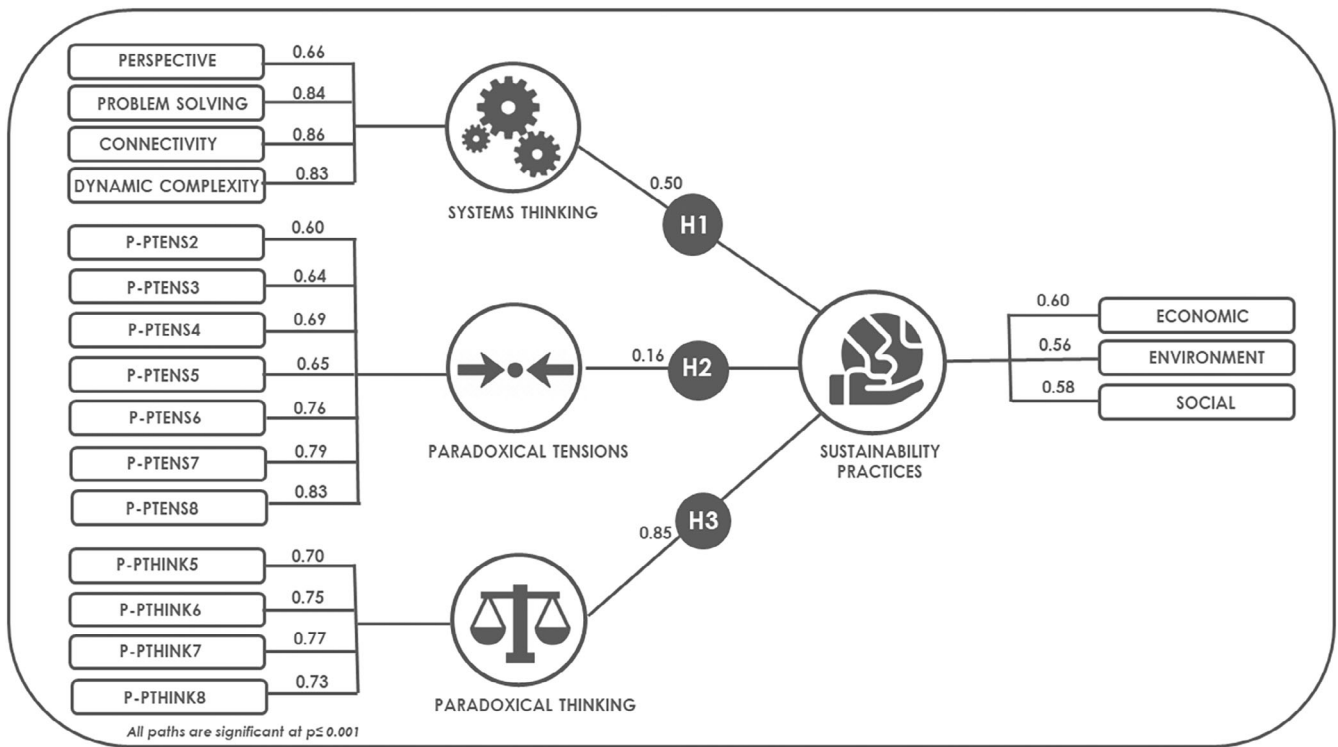 PERSPECTIVE
0.66
PROBLEM SOLVING
0.84
CONNECTIVITY
0.86
DYNAMIC COMPLEXITY
0.83
SYSTEMS THINKING
0.50
H1
P-PTENS2
0.60
P-PTENS3
0.64
P-PTENS4
0.69
P-PTENS5
0.65
P-PTENS6
0.76
P-PTENS7
0.79
P-PTENS8
0.83
PARADOXICAL TENSIONS
0.16
H2
P-PTHINK5
0.70
P-PTHINK6
0.75
P-PTHINK7
0.77
P-PTHINK8
0.73
PARADOXICAL THINKING
0.85
H3
SUSTAINABILITY
PRACTICES
0.60
ECONOMIC
0.56
ENVIRONMENT
0.58
SOCIAL
All paths are significant at p≤ 0.001